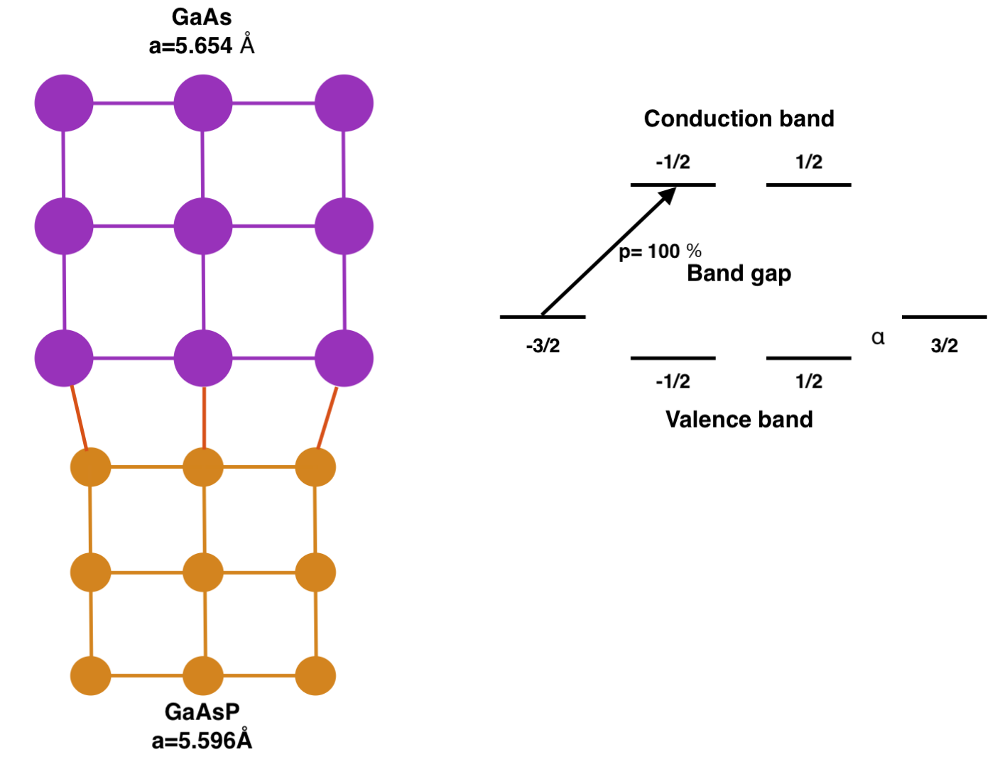 GaAs
a=5.654 Å
GaAsP
a=5.596Å
Conduction band
-1/2 1/2
p= 100 %
Band gap
-3/2 α 3/2
-1/2 1/2
Valence band